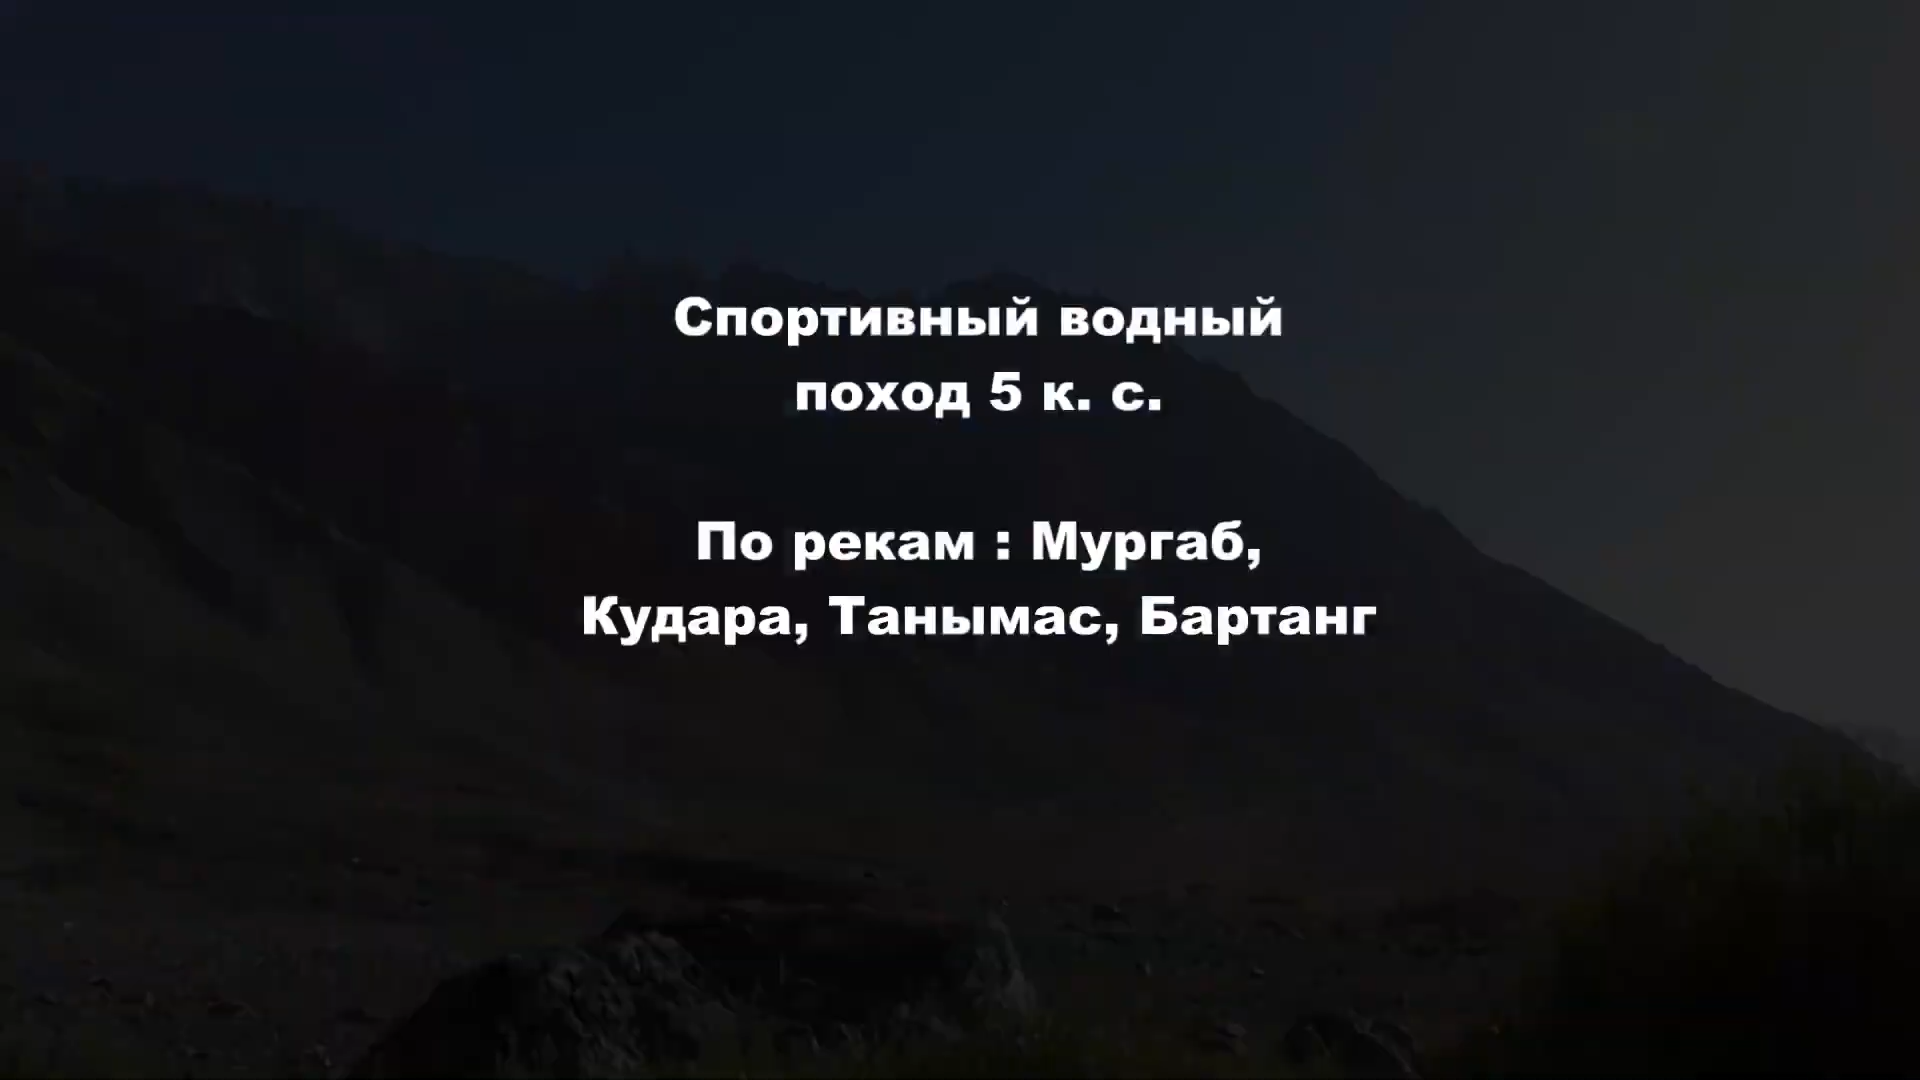 Спортивный водный
поход 5 к. с.
По рекам : Мургаб,
Кудара, Танымас, Бартанг